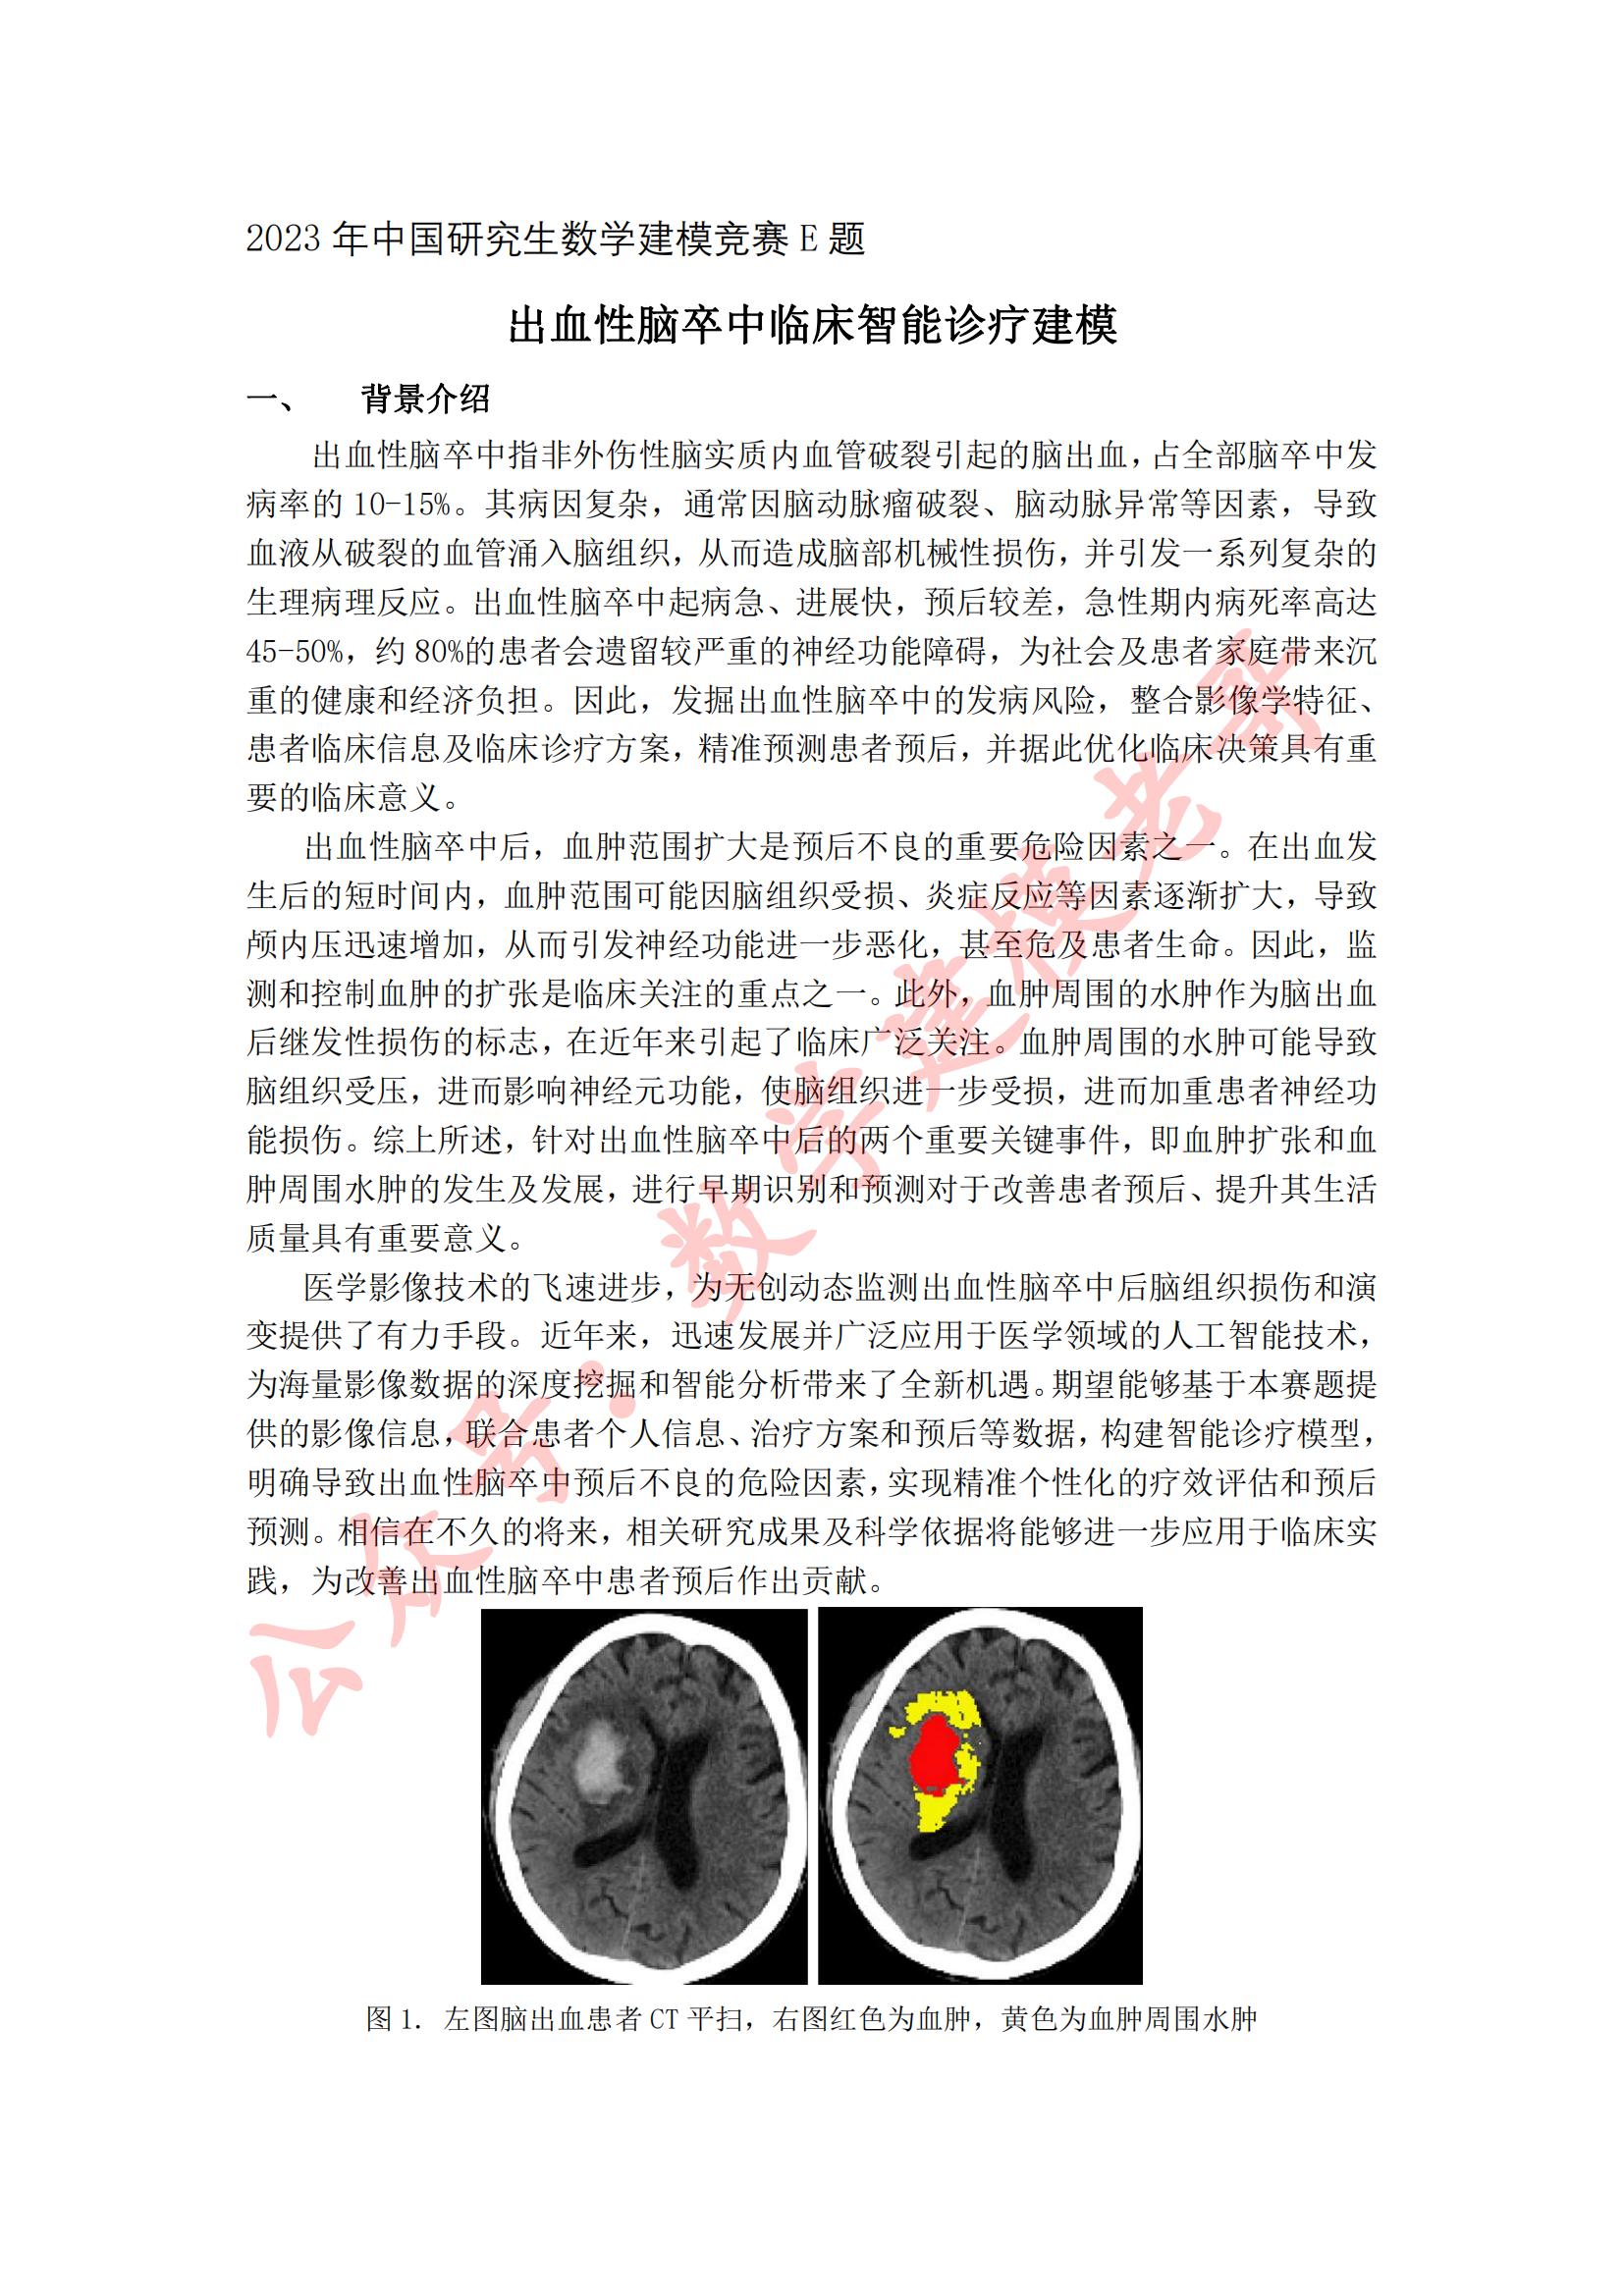 2023 年中国研究生数学建模竞赛 E 题
出血性脑卒中临床智能诊疗建模
一、 背景介绍
出血性脑卒中指非外伤性脑实质内血管破裂引起的脑出血，占全部脑卒中发
病率的 10-15%。其病因复杂，通常因脑动脉瘤破裂、脑动脉异常等因素，导致
血液从破裂的血管涌入脑组织，从而造成脑部机械性损伤，并引发一系列复杂的
生理病理反应。出血性脑卒中起病急、进展快，预后较差，急性期内病死率高达
45-50%，约 80%的患者会遗留较严重的神经功能障碍，为社会及患者家庭带来沉
重的健康和经济负担。因此，发掘出血性脑卒中的发病风险，整合影像学特征、
患者临床信息及临床诊疗方案，精准预测患者预后，并据此优化临床决策具有重
要的临床意义。
出血性脑卒中后，血肿范围扩大是预后不良的重要危险因素之一。在出血发
生后的短时间内，血肿范围可能因脑组织受损、炎症反应等因素逐渐扩大，导致
颅内压迅速增加，从而引发神经功能进一步恶化，甚至危及患者生命。因此，监
测和控制血肿的扩张是临床关注的重点之一。此外，血肿周围的水肿作为脑出血
后继发性损伤的标志，在近年来引起了临床广泛关注。血肿周围的水肿可能导致
脑组织受压，进而影响神经元功能，使脑组织进一步受损，进而加重患者神经功
能损伤。综上所述，针对出血性脑卒中后的两个重要关键事件，即血肿扩张和血
肿周围水肿的发生及发展，进行早期识别和预测对于改善患者预后、提升其生活
质量具有重要意义。
医学影像技术的飞速进步，为无创动态监测出血性脑卒中后脑组织损伤和演
变提供了有力手段。近年来，迅速发展并广泛应用于医学领域的人工智能技术，
为海量影像数据的深度挖掘和智能分析带来了全新机遇。期望能够基于本赛题提
供的影像信息，联合患者个人信息、治疗方案和预后等数据，构建智能诊疗模型，
明确导致出血性脑卒中预后不良的危险因素，实现精准个性化的疗效评估和预后
预测。相信在不久的将来，相关研究成果及科学依据将能够进一步应用于临床实
践，为改善出血性脑卒中患者预后作出贡献。
图 1. 左图脑出血患者 CT 平扫，右图红色为血肿，黄色为血肿周围水肿
公众号：数学建模老哥